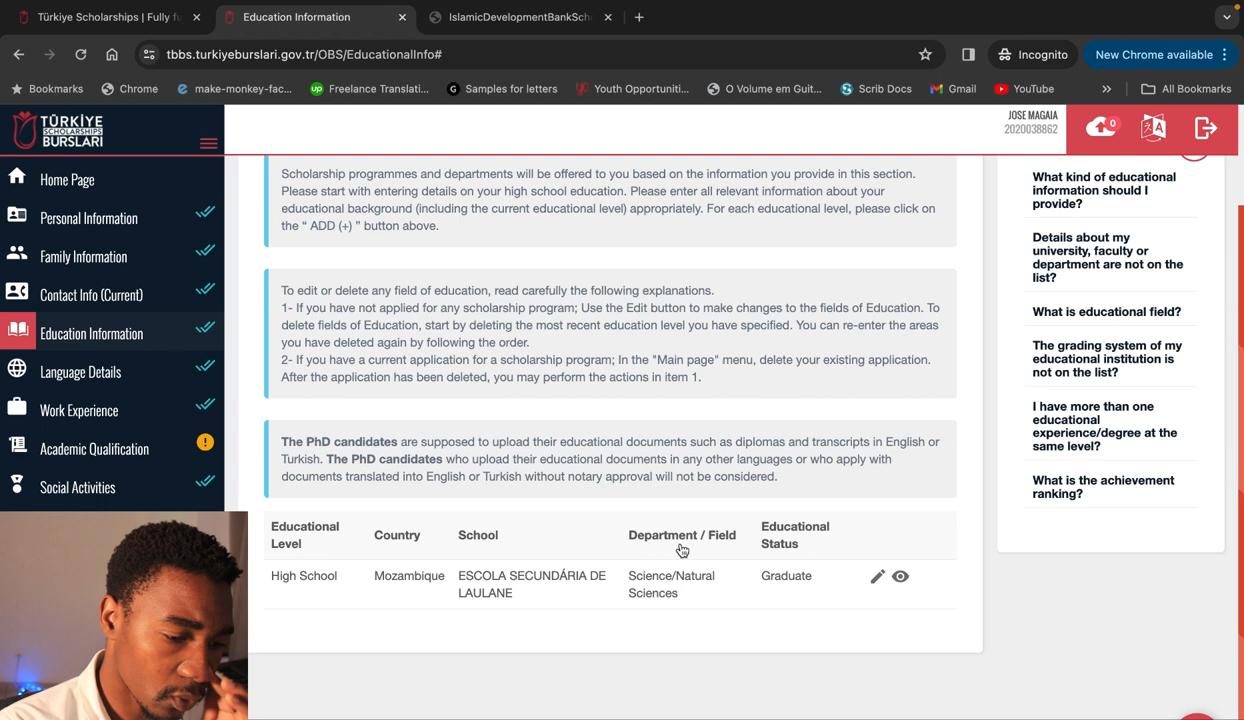 Türkiye Scholarships | Fully fu
Education Information
IslamicDevelopmentBankSch
tbbs.turkiyeburslari.gov.tr/OBS/EducationalInfo#
Incognito
New Chrome available
Bookmarks
Chrome
make-monkey-fac...
Freelance Translati...
Samples for letters
Youth Opportuniti...
O Volume em Guit...
Scrib Docs
Gmail
YouTube
All Bookmarks
TÜRKİYE
SCHOLARSHIPS
BURSLARI
JOSE MAGAIA
2020038862
0
Home Page
Personal Information
Family Information
Contact Info (Current)
Education Information
Language Details
Work Experience
Academic Qualification
Social Activities
Scholarship programmes and departments will be offered to you based on the information you provide in this section.
Please start with entering details on your high school education. Please enter all relevant information about your
educational background (including the current educational level) appropriately. For each educational level, please click on
the “ ADD (+) ” button above.
To edit or delete any field of education, read carefully the following explanations.
1- If you have not applied for any scholarship program; Use the Edit button to make changes to the fields of Education. To
delete fields of Education, start by deleting the most recent education level you have specified. You can re-enter the areas
you have deleted again by following the order.
2- If you have a current application for a scholarship program; In the "Main page" menu, delete your existing application.
After the application has been deleted, you may perform the actions in item 1.
The PhD candidates are supposed to upload their educational documents such as diplomas and transcripts in English or
Turkish. The PhD candidates who upload their educational documents in any other languages or who apply with
documents translated into English or Turkish without notary approval will not be considered.
Educational
Level
Country
School
Department / Field
Educational
Status
High School
Mozambique
ESCOLA SECUNDÁRIA DE
LAULANE
Science/Natural
Sciences
Graduate
What kind of educational
information should I
provide?
Details about my
university, faculty or
department are not on the
list?
What is educational field?
The grading system of my
educational institution is
not on the list?
I have more than one
educational
experience/degree at the
same level?
What is the achievement
ranking?